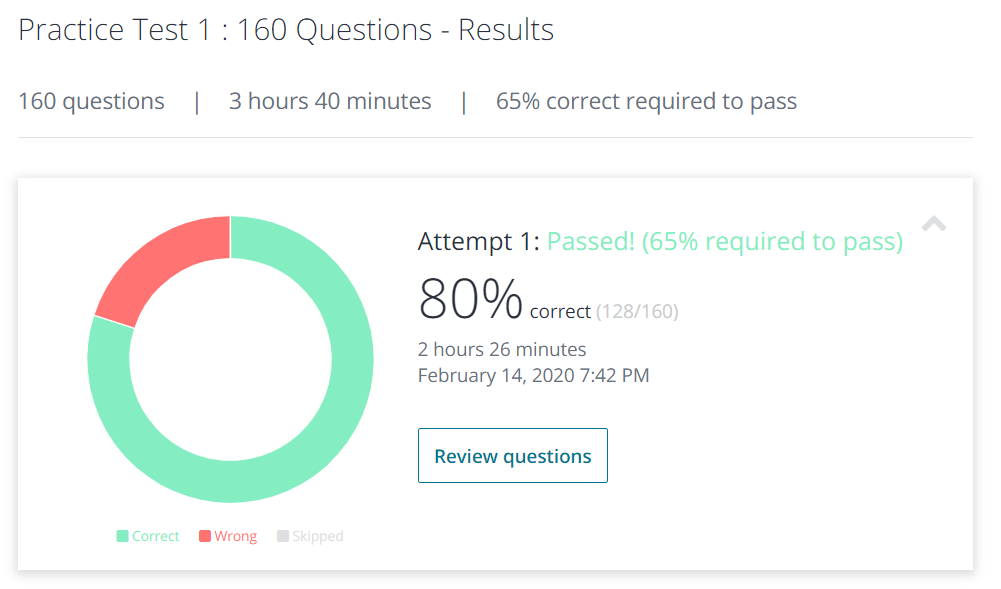 Practice Test 1 : 160 Questions - Results
160 questions | 3 hours 40 minutes | 65% correct required to pass
Attempt 1: Passed! (65% required to pass)
80% correct (128/160)
2 hours 26 minutes
February 14, 2020 7:42 PM
Review questions
Correct Wrong Skipped